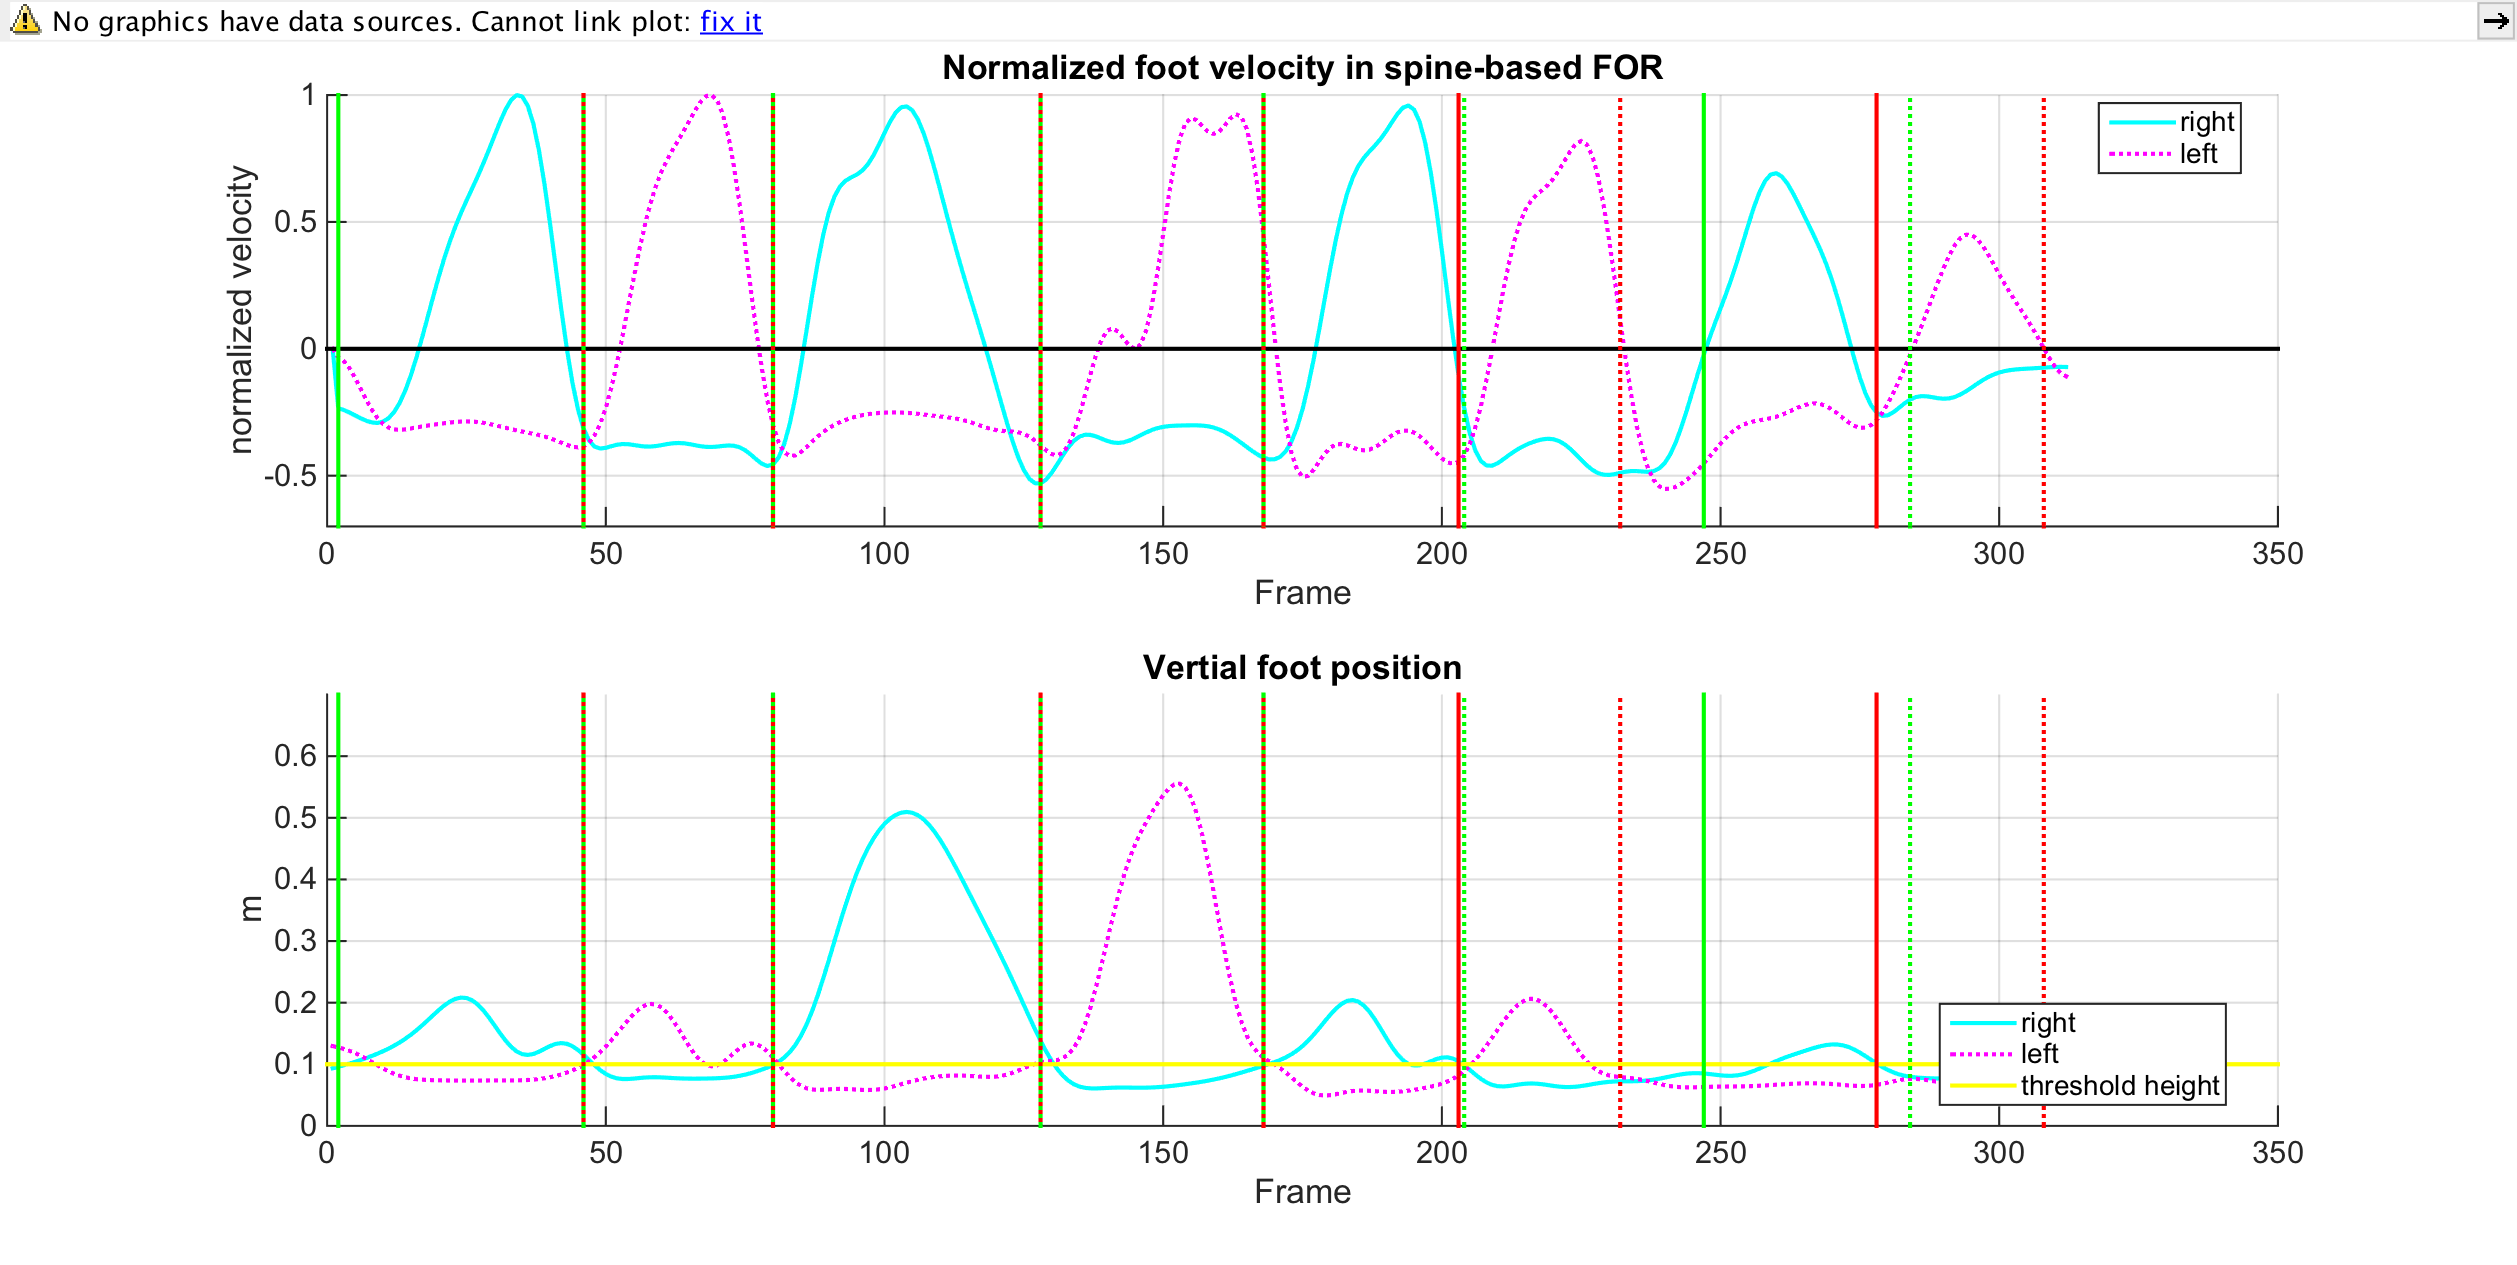 No graphics have data sources. Cannot link plot: fix it
Normalized foot velocity in spine-based FOR
1
0.5
0
-0.5
normalized velocity
right
left
0 50 100 150 200 250 300 350
Frame
Vertial foot position
0.6
0.5
0.4
0.3
0.2
0.1
0
m
right
left
threshold height
0 50 100 150 200 250 300 350
Frame